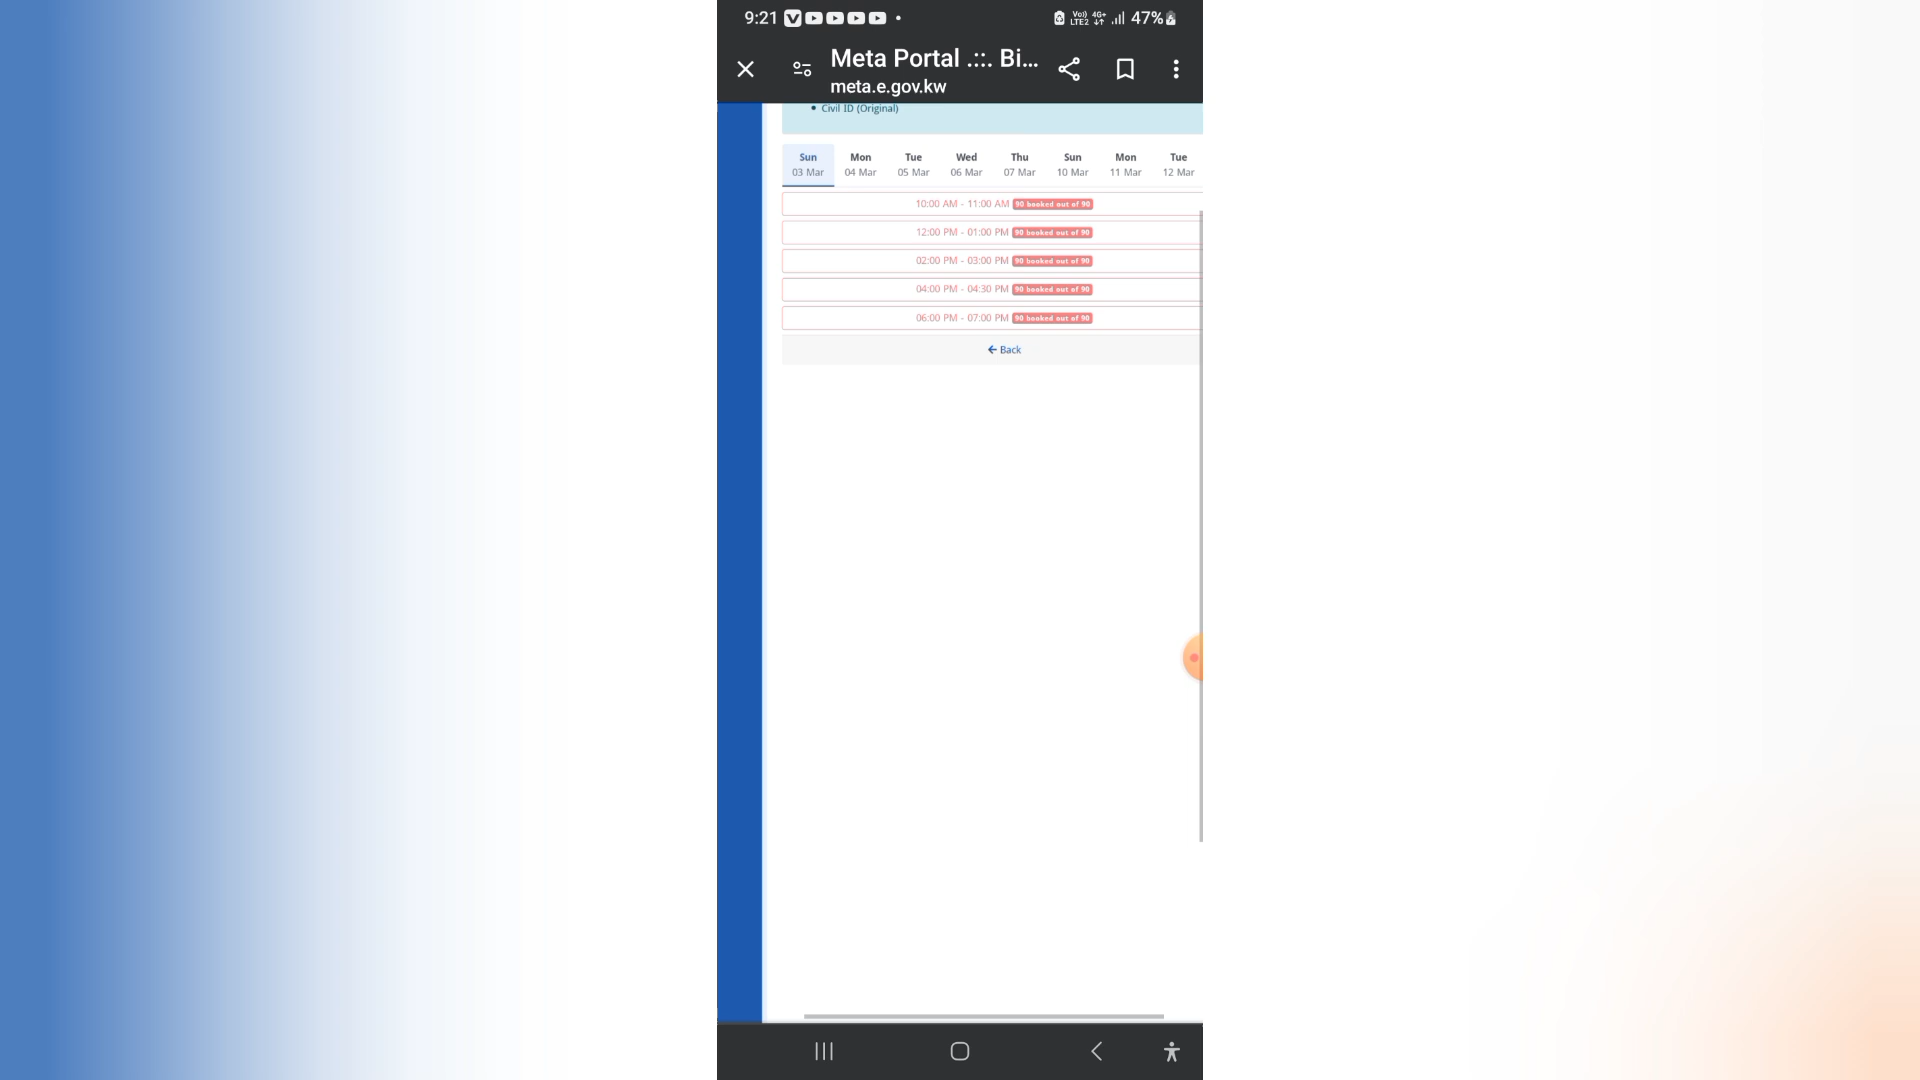 9:21
Vo)) LTE2 4G+ 47%
Meta Portal .::. Bi...
meta.e.gov.kw
• Civil ID (Original)
Sun Mon Tue Wed Thu Sun Mon Tue
03 Mar 04 Mar 05 Mar 06 Mar 07 Mar 10 Mar 11 Mar 12 Mar
10:00 AM - 11:00 AM 90 booked out of 90
12:00 PM - 01:00 PM 90 booked out of 90
02:00 PM - 03:00 PM 90 booked out of 90
04:00 PM - 04:30 PM 90 booked out of 90
06:00 PM - 07:00 PM 90 booked out of 90
← Back